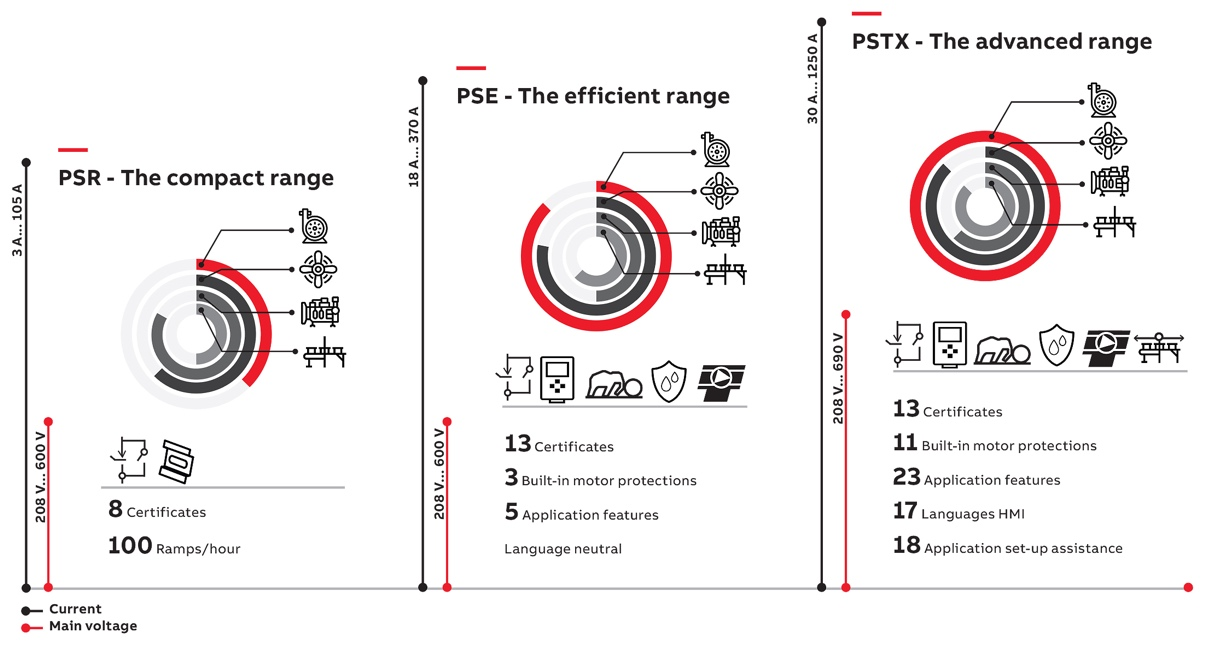 PSR - The compact range
3 A... 105 A
208 V... 600 V
8 Certificates
100 Ramps/hour
PSE - The efficient range
18 A... 370 A
208 V... 600 V
13 Certificates
3 Built-in motor protections
5 Application features
Language neutral
PSTX - The advanced range
30 A... 1250 A
208 V... 690 V
13 Certificates
11 Built-in motor protections
23 Application features
17 Languages HMI
18 Application set-up assistance
Current
Main voltage